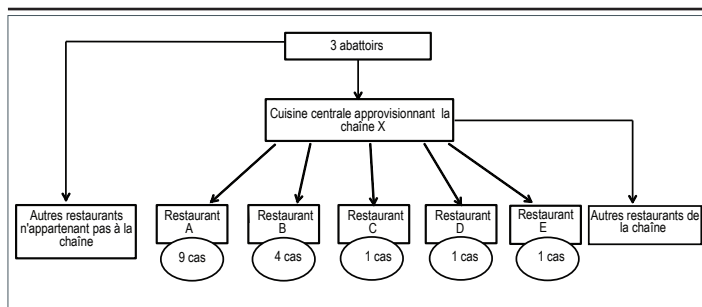 3 abattoirs
Cuisine centrale approvisionnant la
chaîne X
Autres restaurants
n'appartenant pas à la
chaîne
Restaurant
A
9 cas
Restaurant
B
4 cas
Restaurant
C
1 cas
Restaurant
D
1 cas
Restaurant
E
1 cas
Autres restaurants de
la chaîne